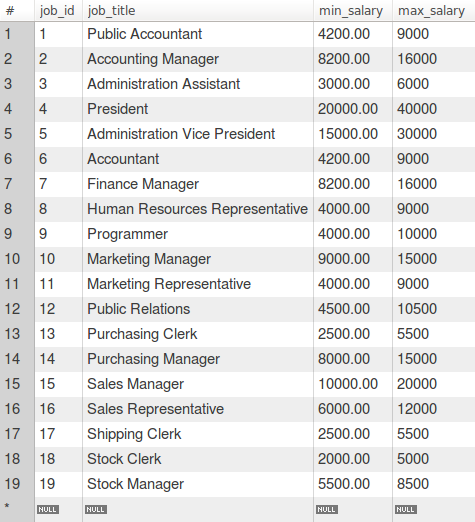 # job_id job_title min_salary max_salary
1 1 Public Accountant 4200.00 9000
2 2 Accounting Manager 8200.00 16000
3 3 Administration Assistant 3000.00 6000
4 4 President 20000.00 40000
5 5 Administration Vice President 15000.00 30000
6 6 Accountant 4200.00 9000
7 7 Finance Manager 8200.00 16000
8 8 Human Resources Representative 4000.00 9000
9 9 Programmer 4000.00 10000
10 10 Marketing Manager 9000.00 15000
11 11 Marketing Representative 4000.00 9000
12 12 Public Relations 4500.00 10500
13 13 Purchasing Clerk 2500.00 5500
14 14 Purchasing Manager 8000.00 15000
15 15 Sales Manager 10000.00 20000
16 16 Sales Representative 6000.00 12000
17 17 Shipping Clerk 2500.00 5500
18 18 Stock Clerk 2000.00 5000
19 19 Stock Manager 5500.00 8500
* NULL NULL NULL NULL